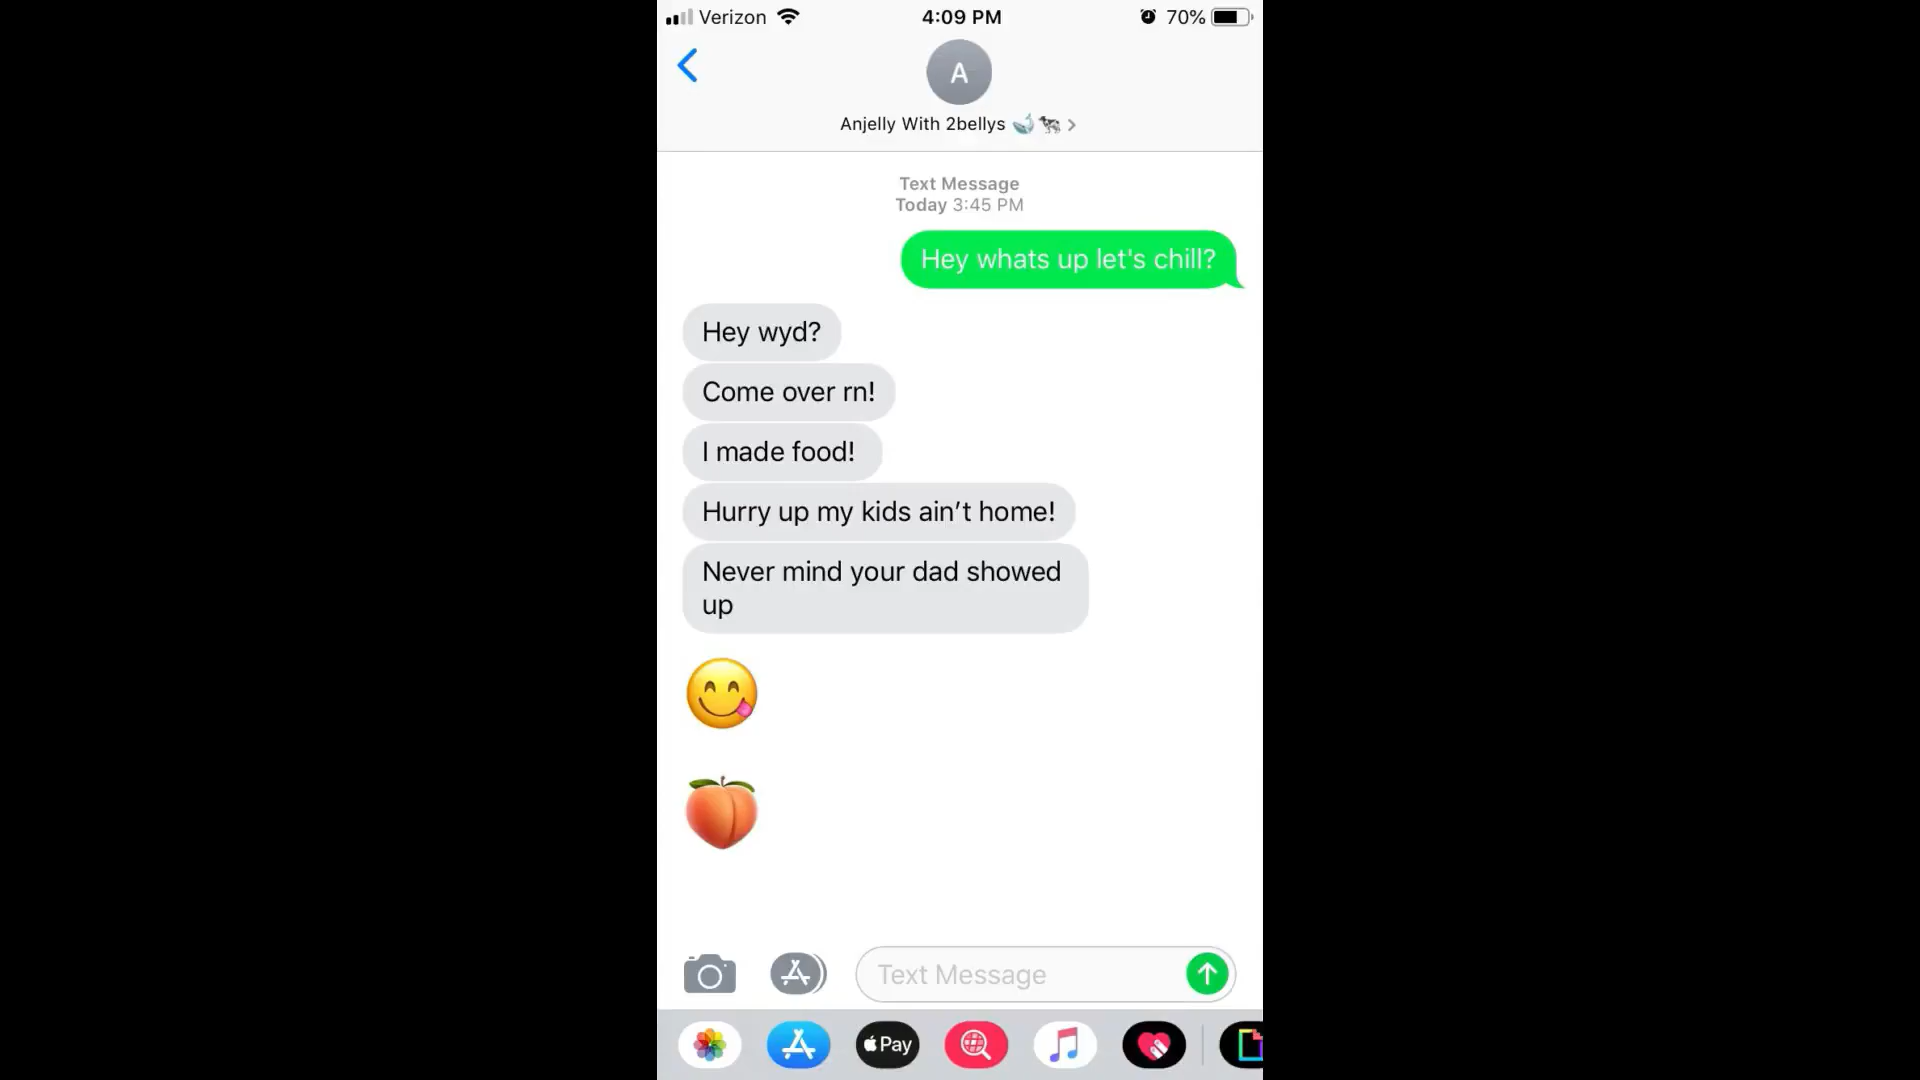 Verizon 4:09 PM 70%
A
Anjelly With 2bellys 🐋🐄
Text Message
Today 3:45 PM
Hey whats up let's chill?
Hey wyd?
Come over rn!
I made food!
Hurry up my kids ain’t home!
Never mind your dad showed
up
😋
🍑
Text Message
Pay